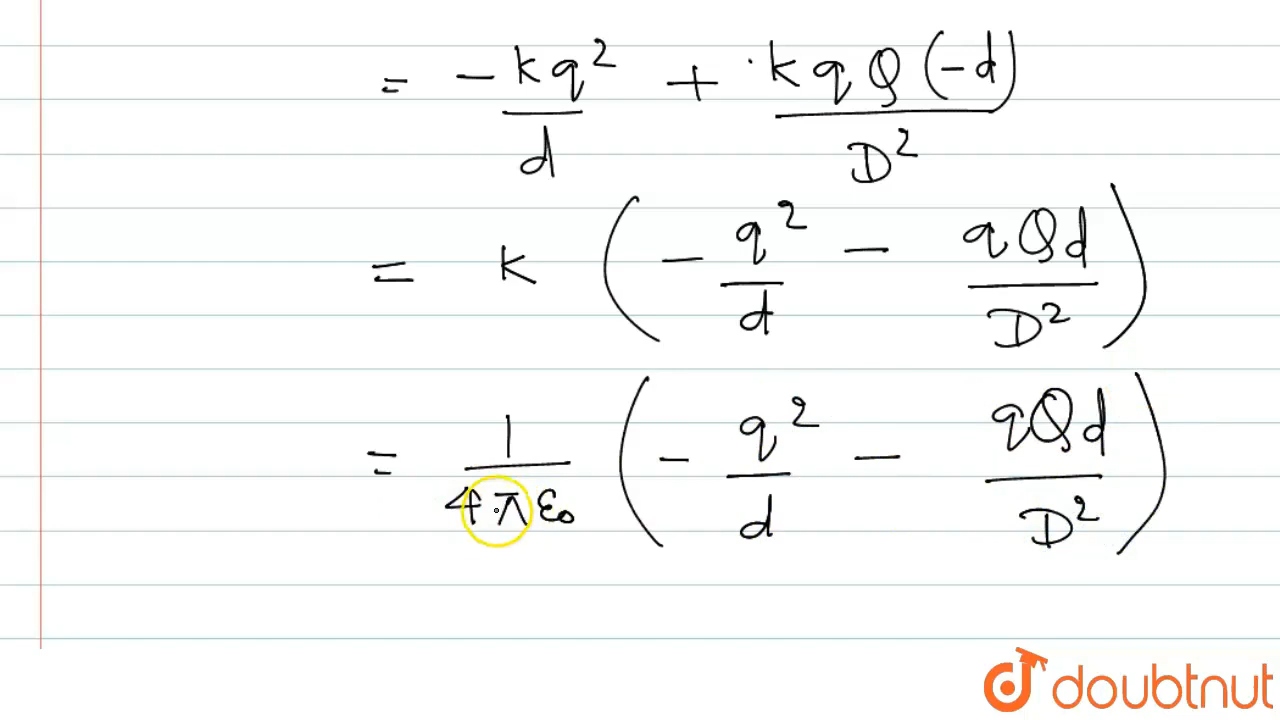 = - kq² / d + kqQ(-d) / D²
= k ( - q² / d - qQd / D² )
= 1 / 4πε₀ ( - q² / d - qQd / D² )
doubtnut